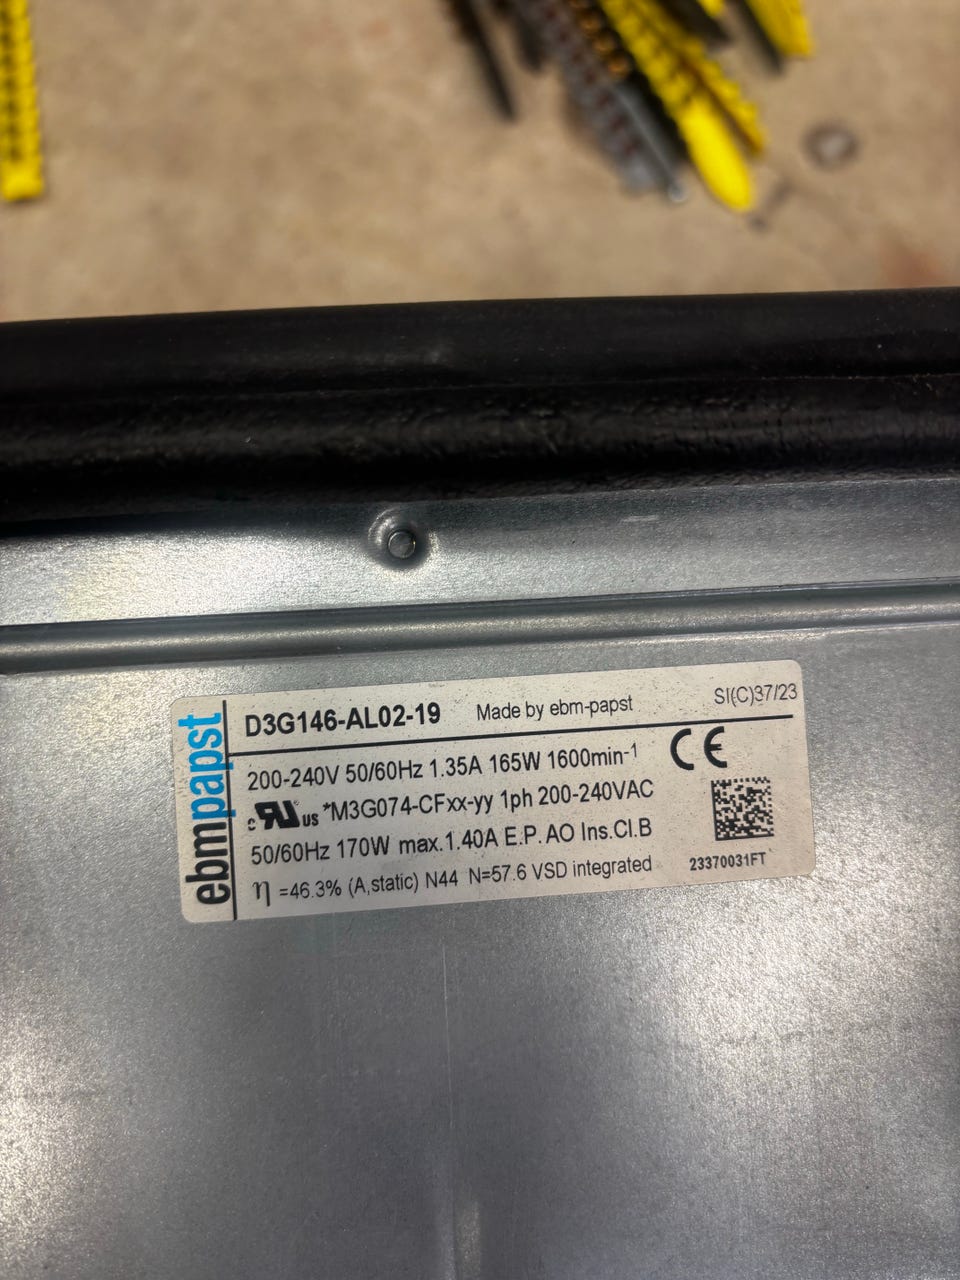 ebmpapst
D3G146-AL02-19 Made by ebm-papst SI(C)37/23
200-240V 50/60Hz 1.35A 165W 1600min-1 CE
c RU us *M3G074-CFxx-yy 1ph 200-240VAC
50/60Hz 170W max.1.40A E.P. AO Ins.Cl.B
η =46.3% (A,static) N44 N=57.6 VSD integrated 23370031FT